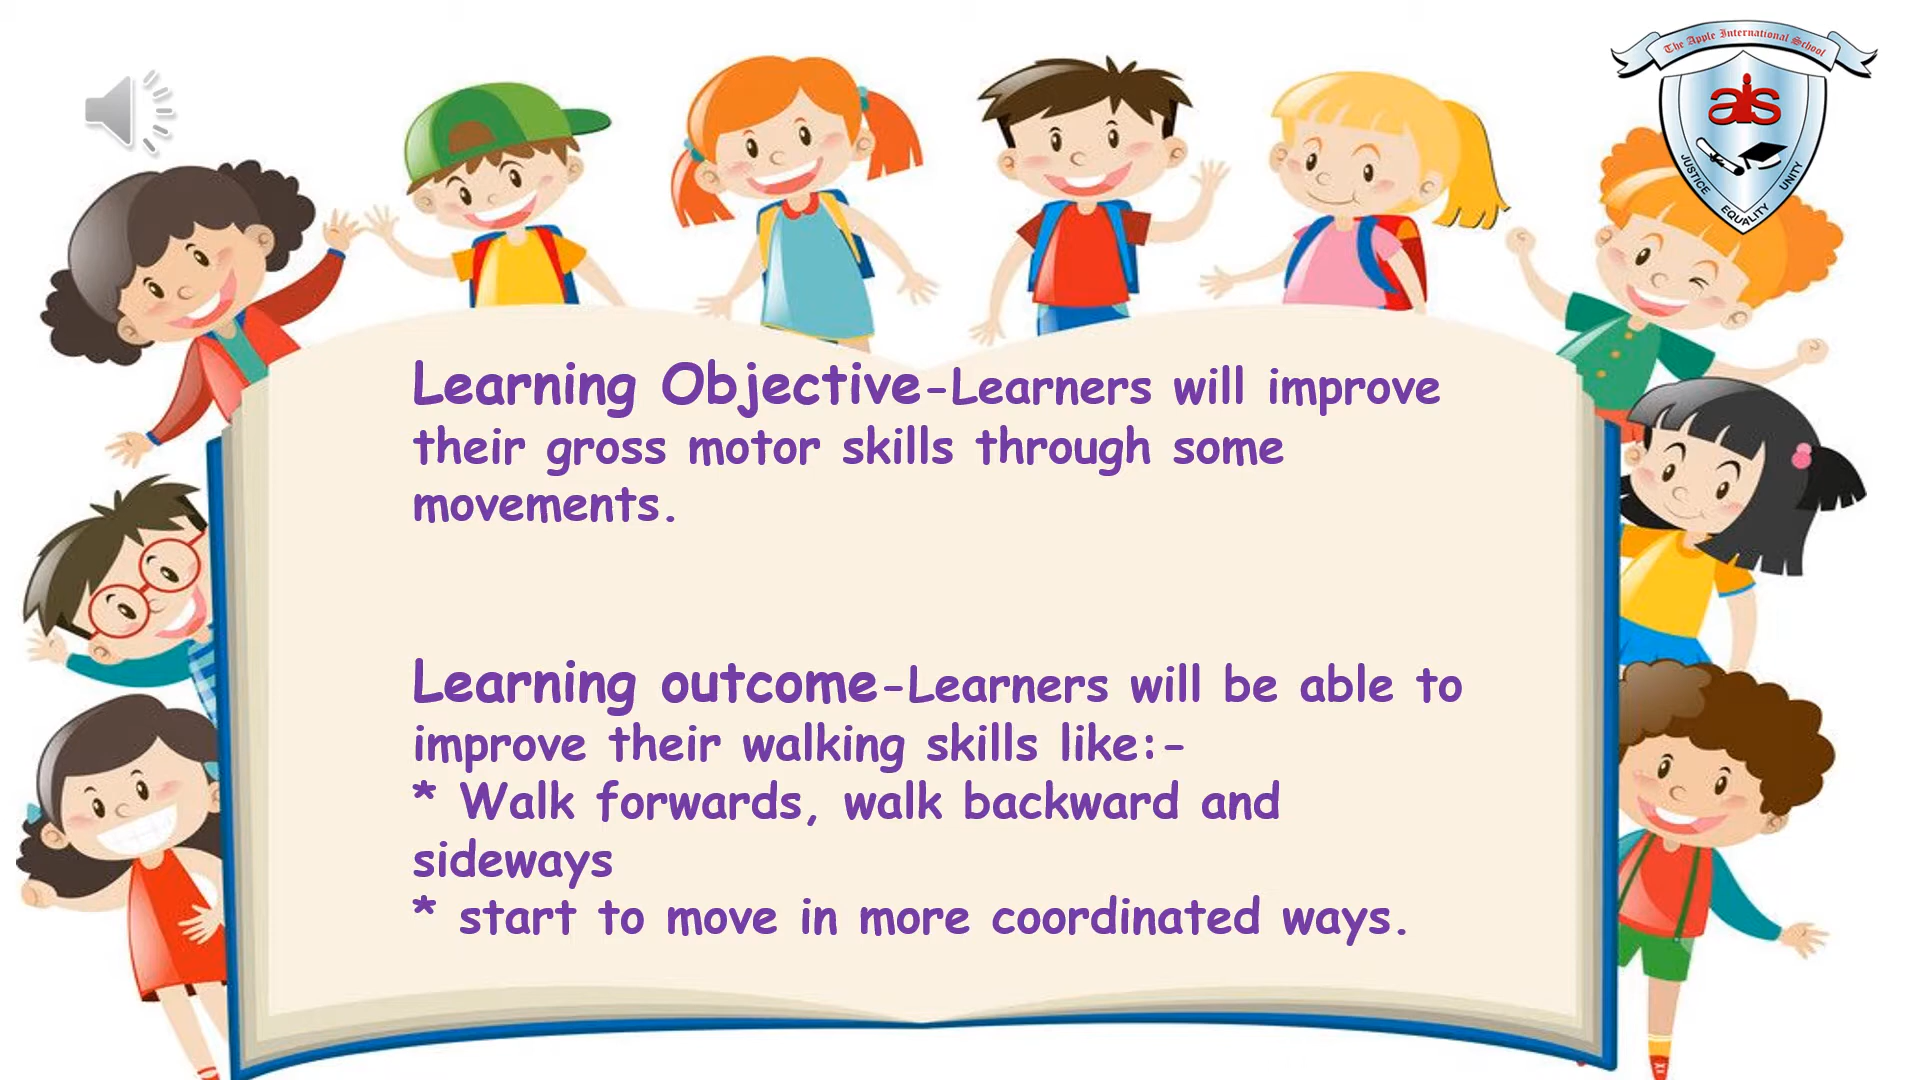 The Apple International School
ais
JUSTICE
EQUALITY
UNITY
Learning Objective-Learners will improve
their gross motor skills through some
movements.
Learning outcome-Learners will be able to
improve their walking skills like:-
* Walk forwards, walk backward and
sideways
* start to move in more coordinated ways.